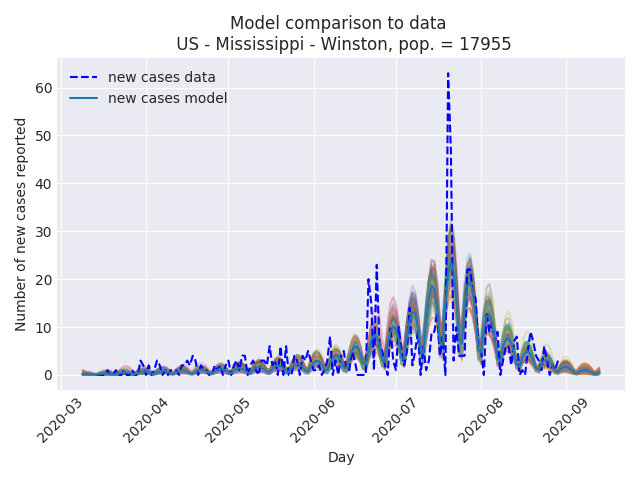 Model comparison to data
US - Mississippi - Winston, pop. = 17955
new cases data
new cases model
Number of new cases reported
60
50
40
30
20
10
0
2020-03
2020-04
2020-05
2020-06
2020-07
2020-08
2020-09
Day